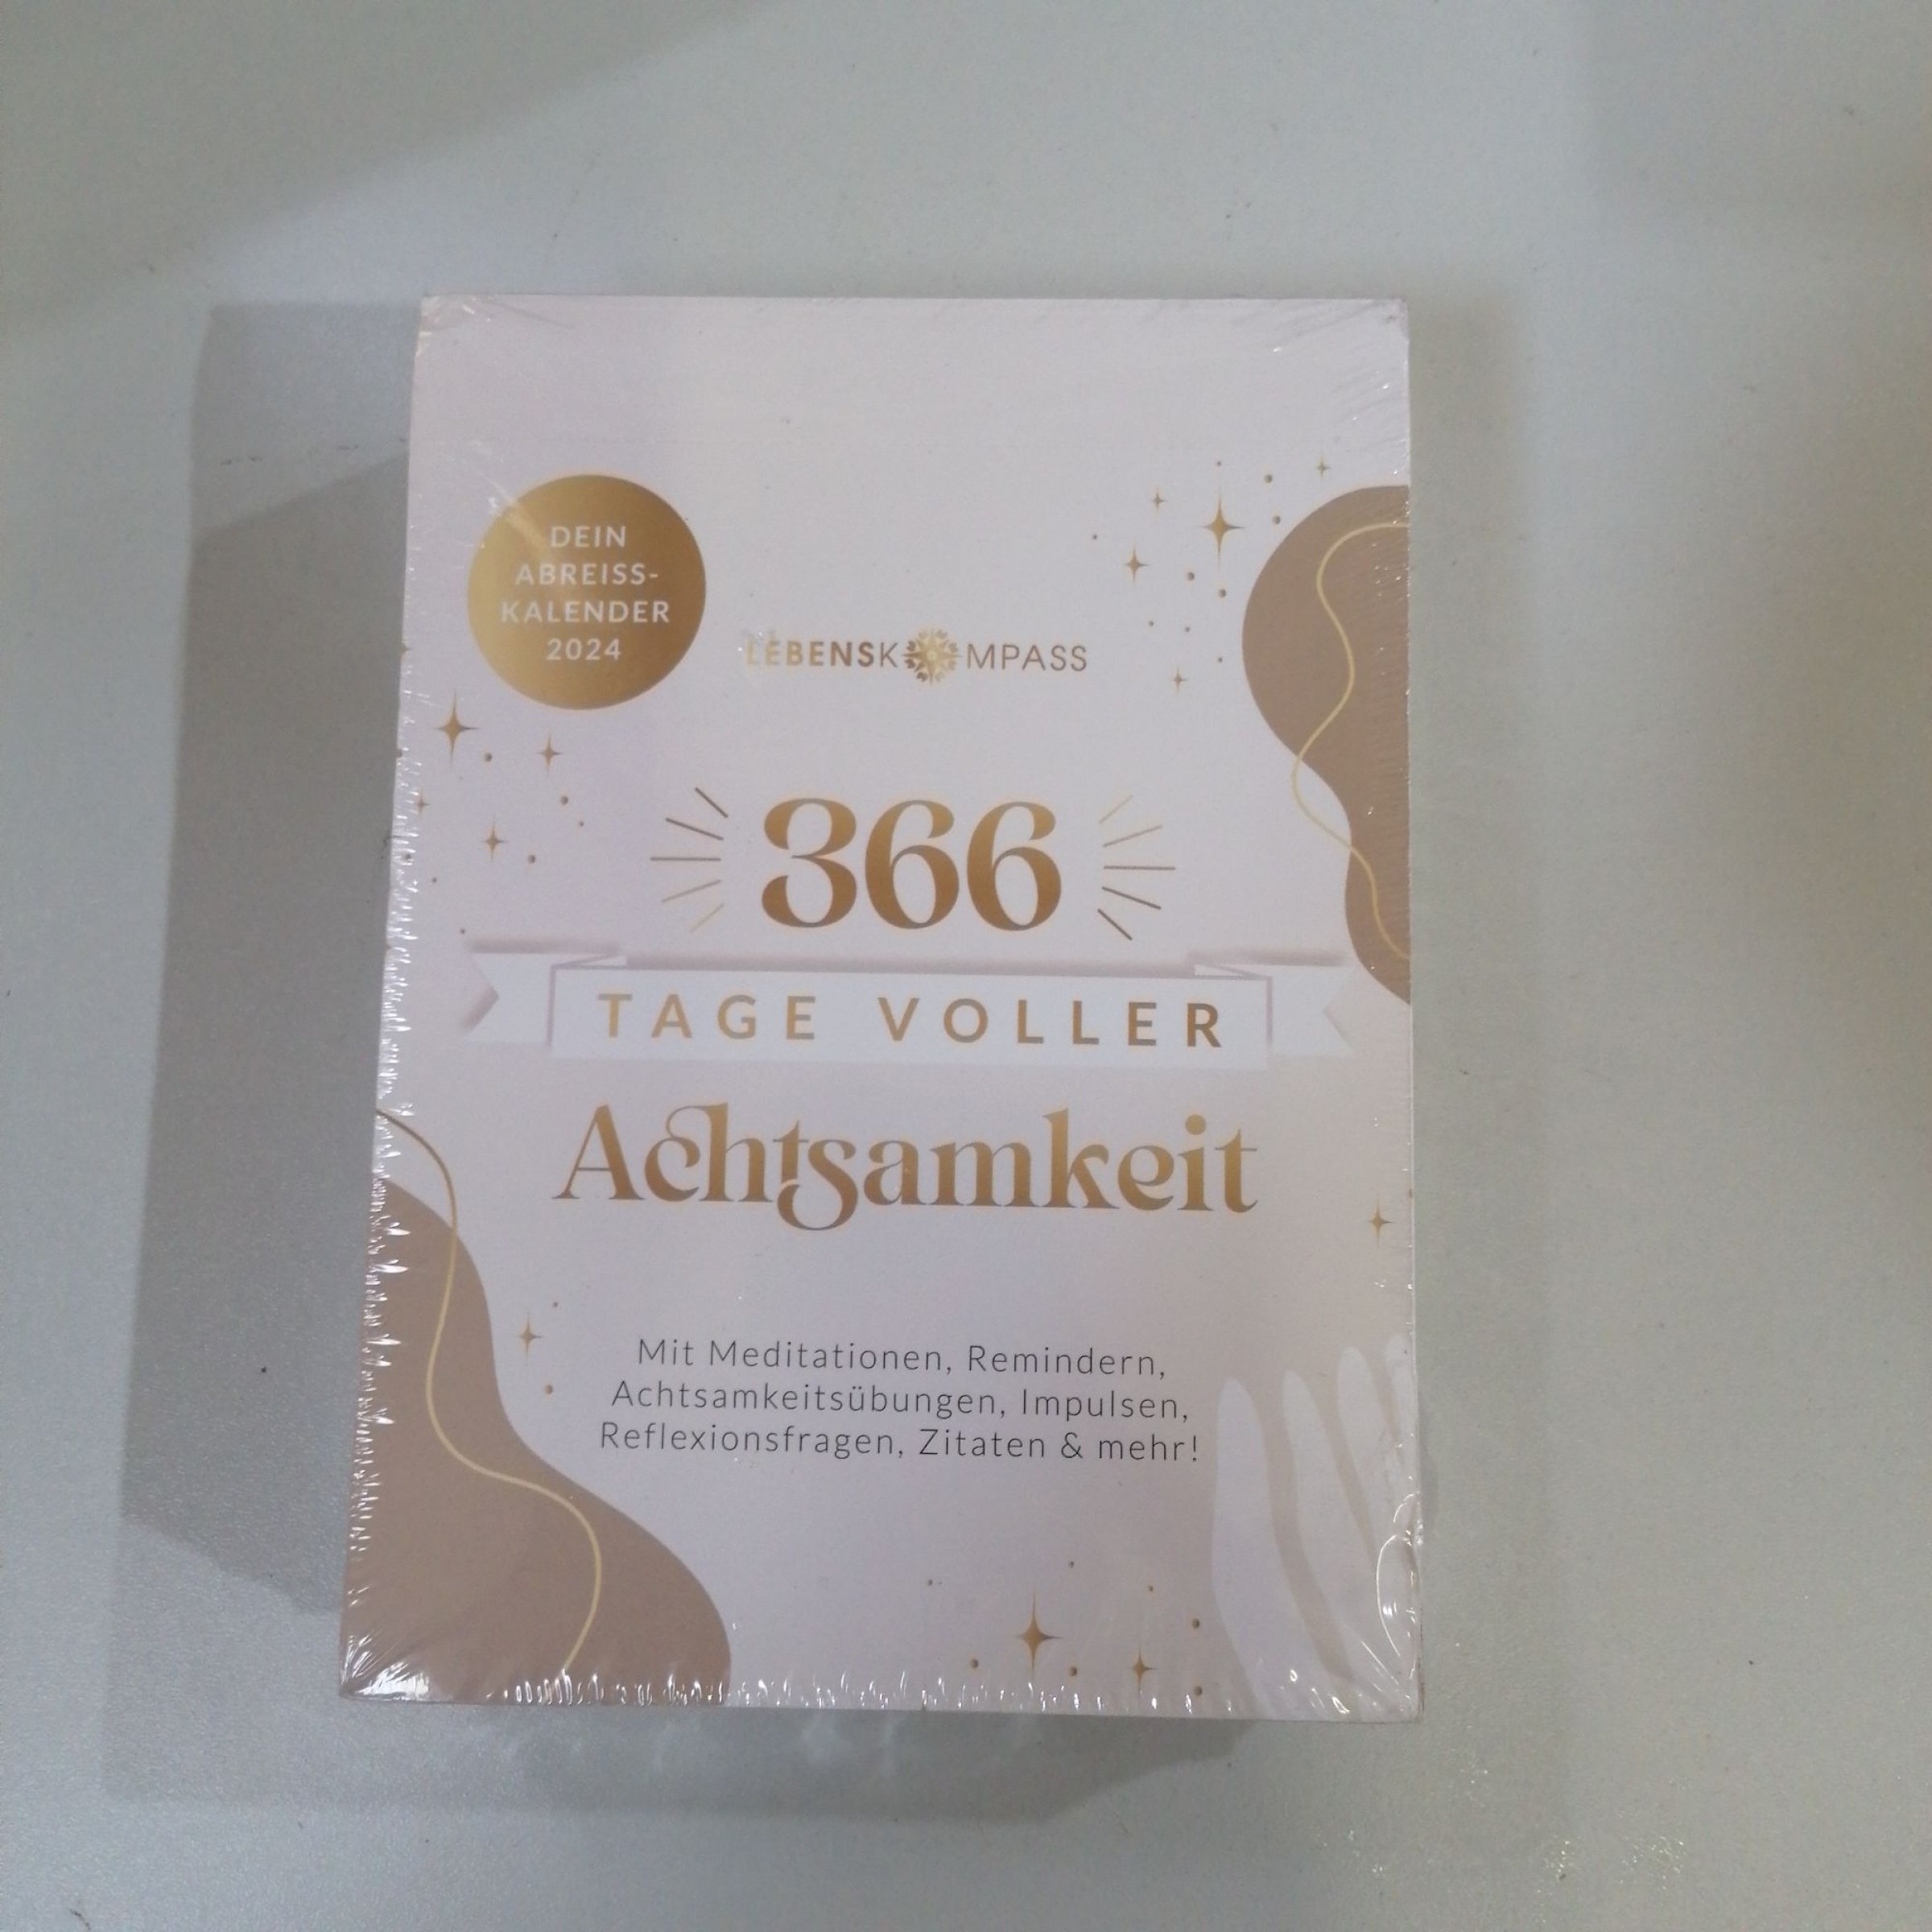 DEIN
ABREISS-
KALENDER
2024
LEBENSKOMPASS
366
TAGE VOLLER
Achtsamkeit
Mit Meditationen, Remindern,
Achtsamkeitsübungen, Impulsen,
Reflexionsfragen, Zitaten & mehr!